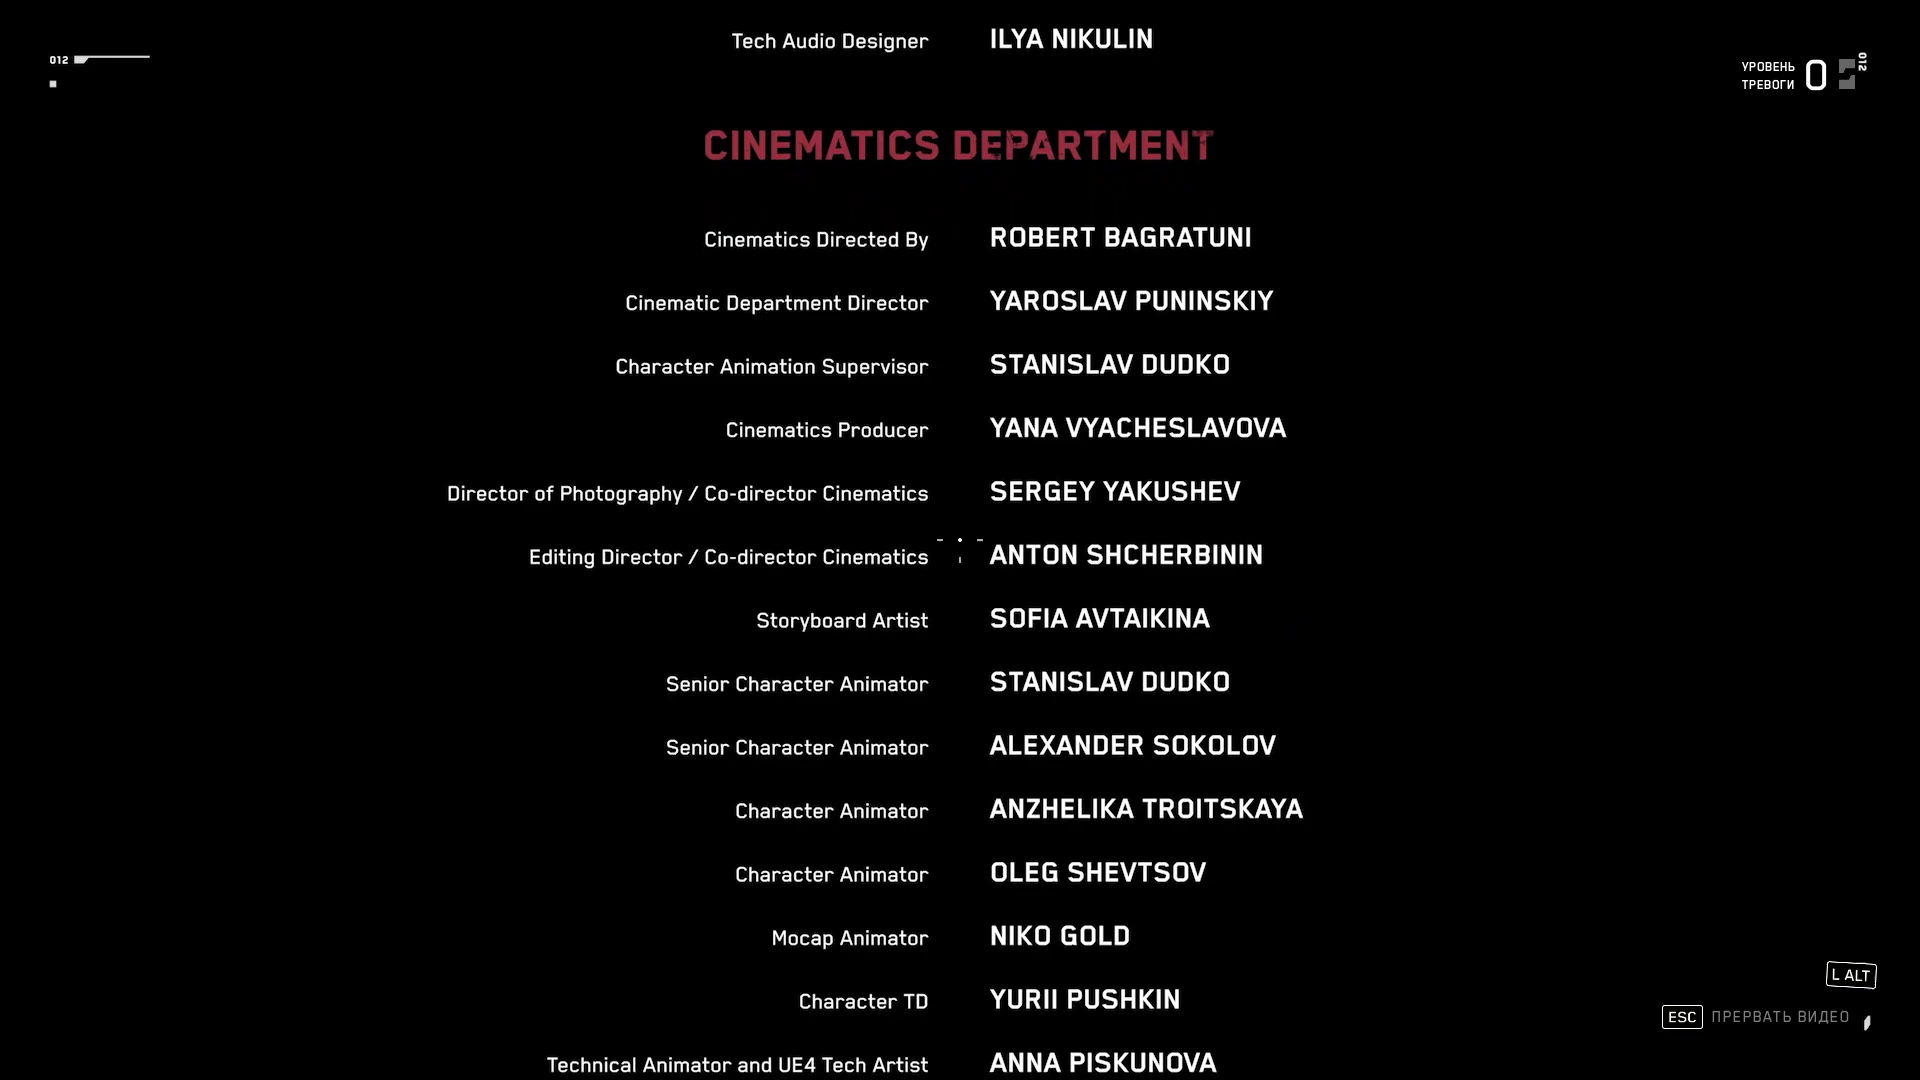 Tech Audio Designer ILYA NIKULIN
012
УРОВЕНЬ ТРЕВОГИ 0 012
CINEMATICS DEPARTMENT
Cinematics Directed By ROBERT BAGRATUNI
Cinematic Department Director YAROSLAV PUNINSKIY
Character Animation Supervisor STANISLAV DUDKO
Cinematics Producer YANA VYACHESLAVOVA
Director of Photography / Co-director Cinematics SERGEY YAKUSHEV
Editing Director / Co-director Cinematics ANTON SHCHERBININ
Storyboard Artist SOFIA AVTAIKINA
Senior Character Animator STANISLAV DUDKO
Senior Character Animator ALEXANDER SOKOLOV
Character Animator ANZHELIKA TROITSKAYA
Character Animator OLEG SHEVTSOV
Mocap Animator NIKO GOLD
L ALT
Character TD YURII PUSHKIN
ESC ПРЕРВАТЬ ВИДЕО
Technical Animator and UE4 Tech Artist ANNA PISKUNOVA